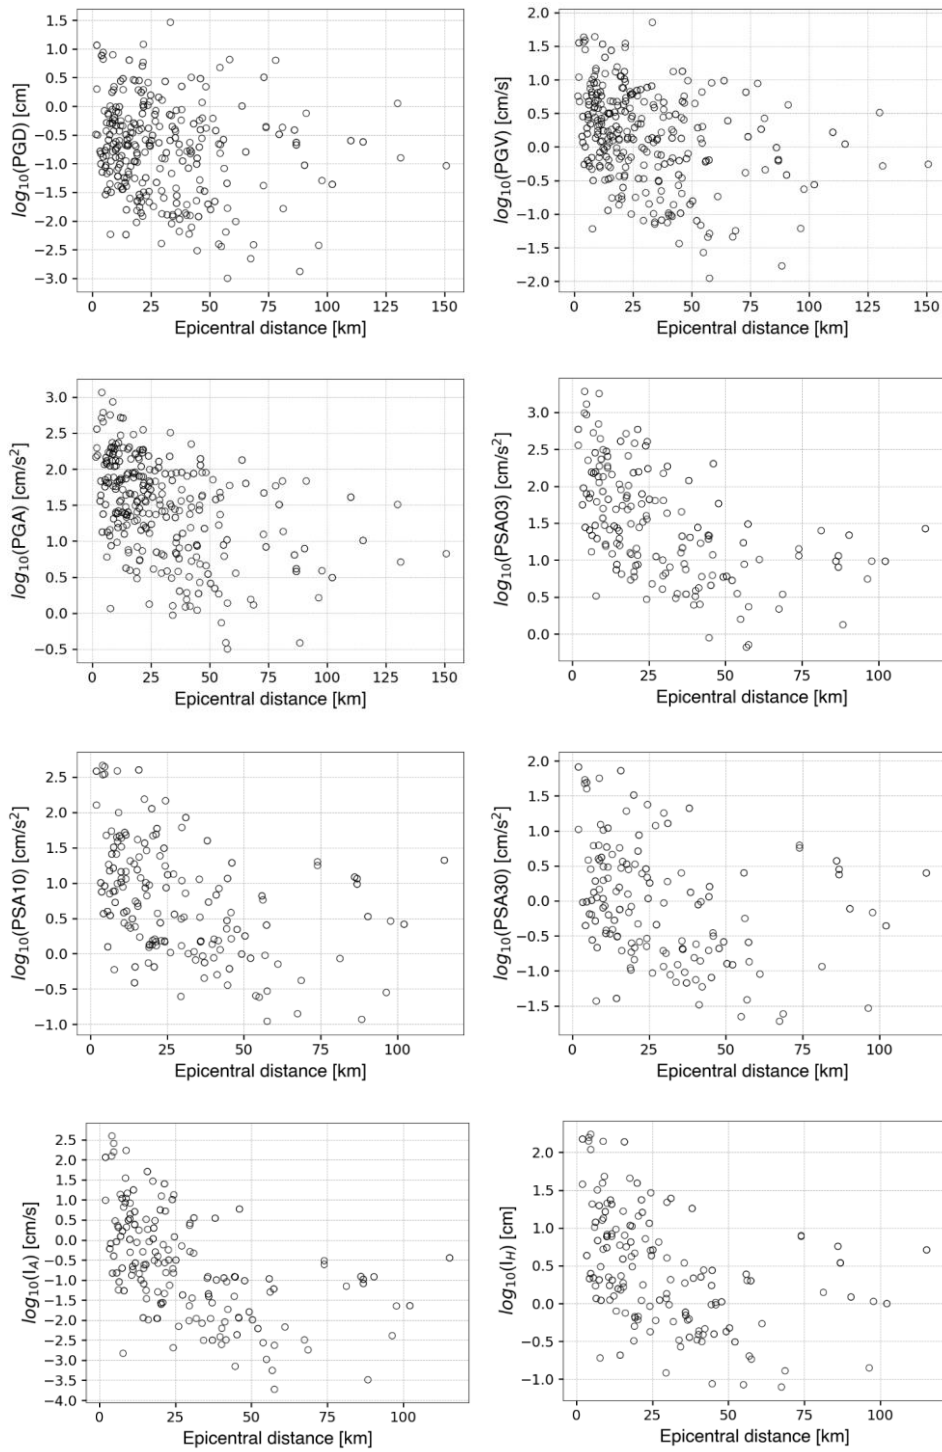 1.5
1.0
0.5
0.0
−0.5
−1.0
−1.5
−2.0
−2.5
−3.0
log₁₀(PGD) [cm]
0 25 50 75 100 125 150
Epicentral distance [km]
2.0
1.5
1.0
0.5
0.0
−0.5
−1.0
−1.5
−2.0
log₁₀(PGV) [cm/s]
0 25 50 75 100 125 150
Epicentral distance [km]
3.0
2.5
2.0
1.5
1.0
0.5
0.0
−0.5
log₁₀(PGA) [cm/s²]
0 25 50 75 100 125 150
Epicentral distance [km]
3.0
2.5
2.0
1.5
1.0
0.5
0.0
log₁₀(PSA03) [cm/s²]
0 25 50 75 100
Epicentral distance [km]
2.5
2.0
1.5
1.0
0.5
0.0
−0.5
−1.0
log₁₀(PSA10) [cm/s²]
0 25 50 75 100
Epicentral distance [km]
2.0
1.5
1.0
0.5
0.0
−0.5
−1.0
−1.5
log₁₀(PSA30) [cm/s²]
0 25 50 75 100
Epicentral distance [km]
2.5
2.0
1.5
1.0
0.5
0.0
−0.5
−1.0
−1.5
−2.0
−2.5
−3.0
−3.5
−4.0
log₁₀(I_A) [cm/s]
0 25 50 75 100
Epicentral distance [km]
2.0
1.5
1.0
0.5
0.0
−0.5
−1.0
log₁₀(I_H) [cm]
0 25 50 75 100
Epicentral distance [km]